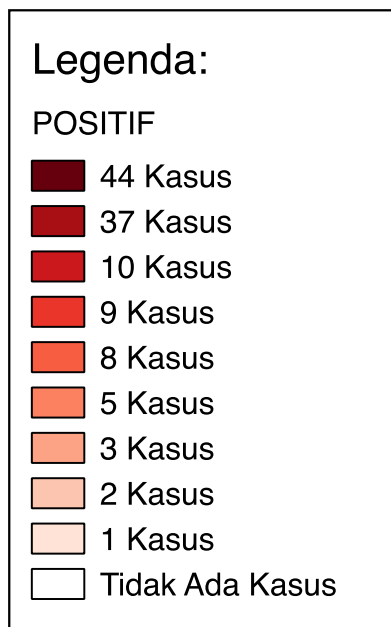 Legenda:
POSITIF
44 Kasus
37 Kasus
10 Kasus
9 Kasus
8 Kasus
5 Kasus
3 Kasus
2 Kasus
1 Kasus
Tidak Ada Kasus